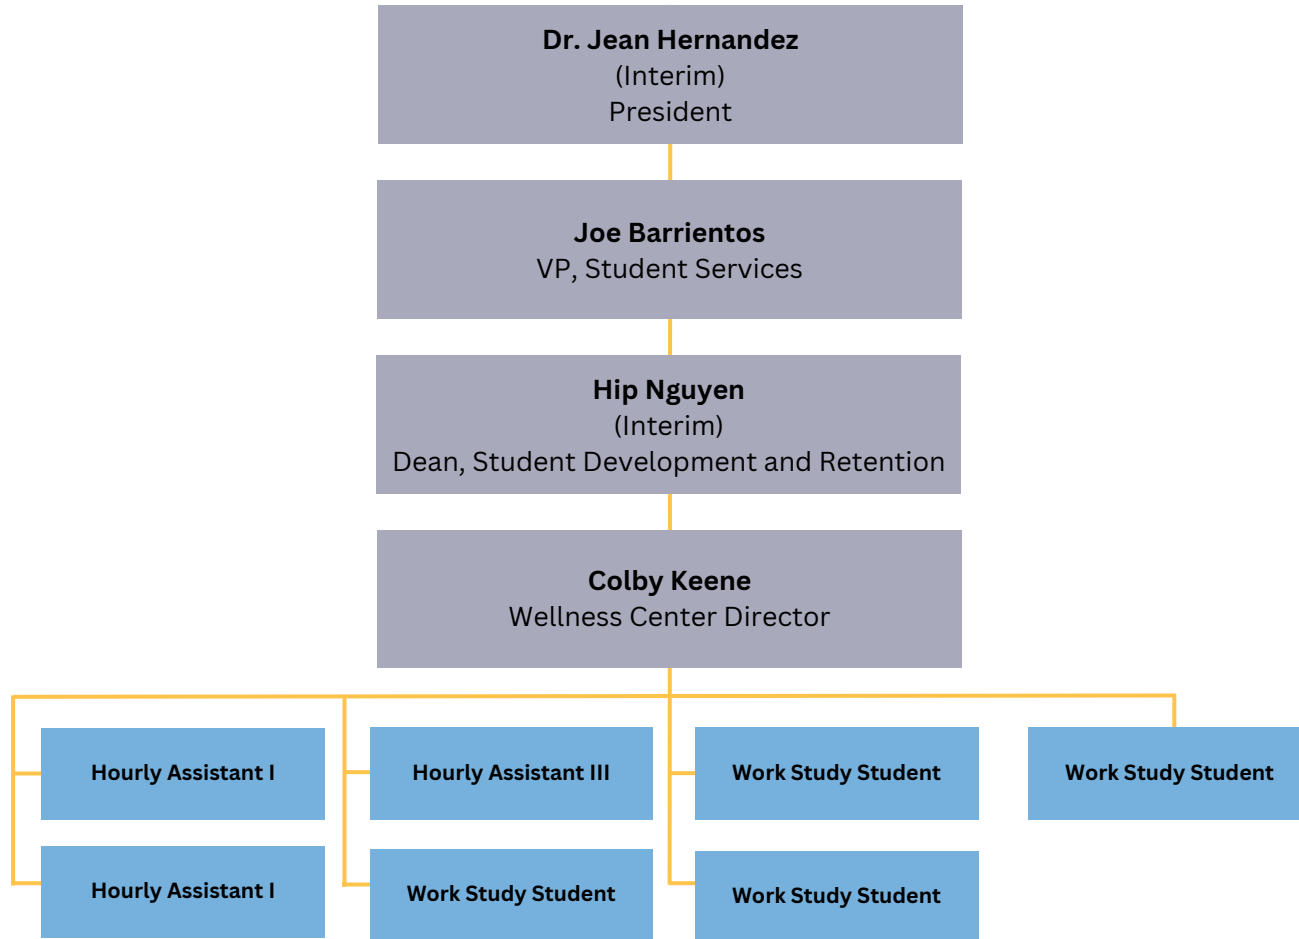 Dr. Jean Hernandez
(Interim)
President
Joe Barrientos
VP, Student Services
Hip Nguyen
(Interim)
Dean, Student Development and Retention
Colby Keene
Wellness Center Director
Hourly Assistant I
Hourly Assistant III
Work Study Student
Work Study Student
Hourly Assistant I
Work Study Student
Work Study Student